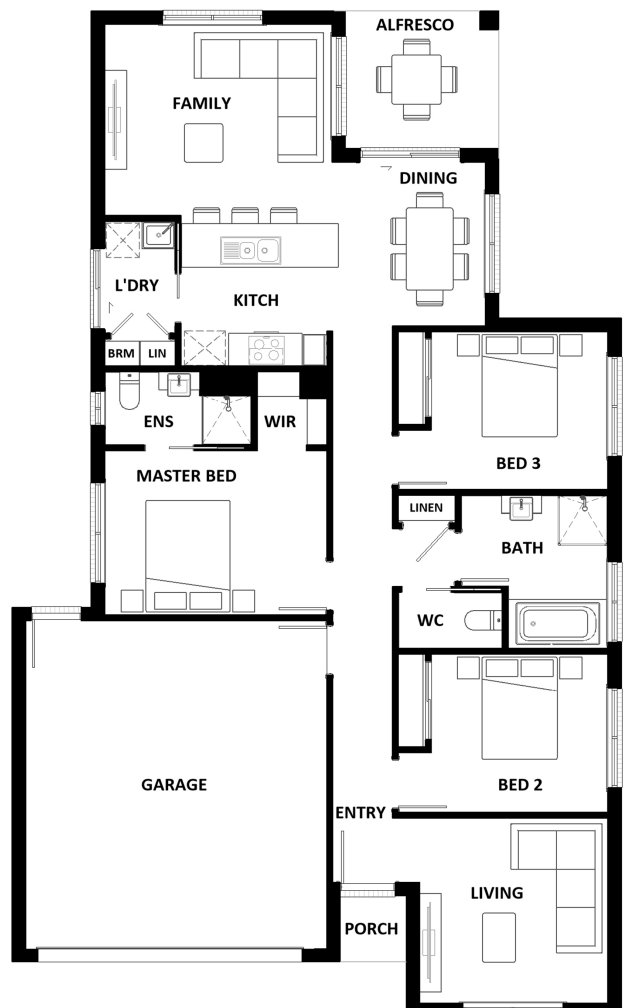 ALFRESCO
FAMILY
DINING
L'DRY
KITCH
BRM
LIN
ENS
WIR
BED 3
MASTER BED
LINEN
BATH
WC
GARAGE
BED 2
ENTRY
LIVING
PORCH